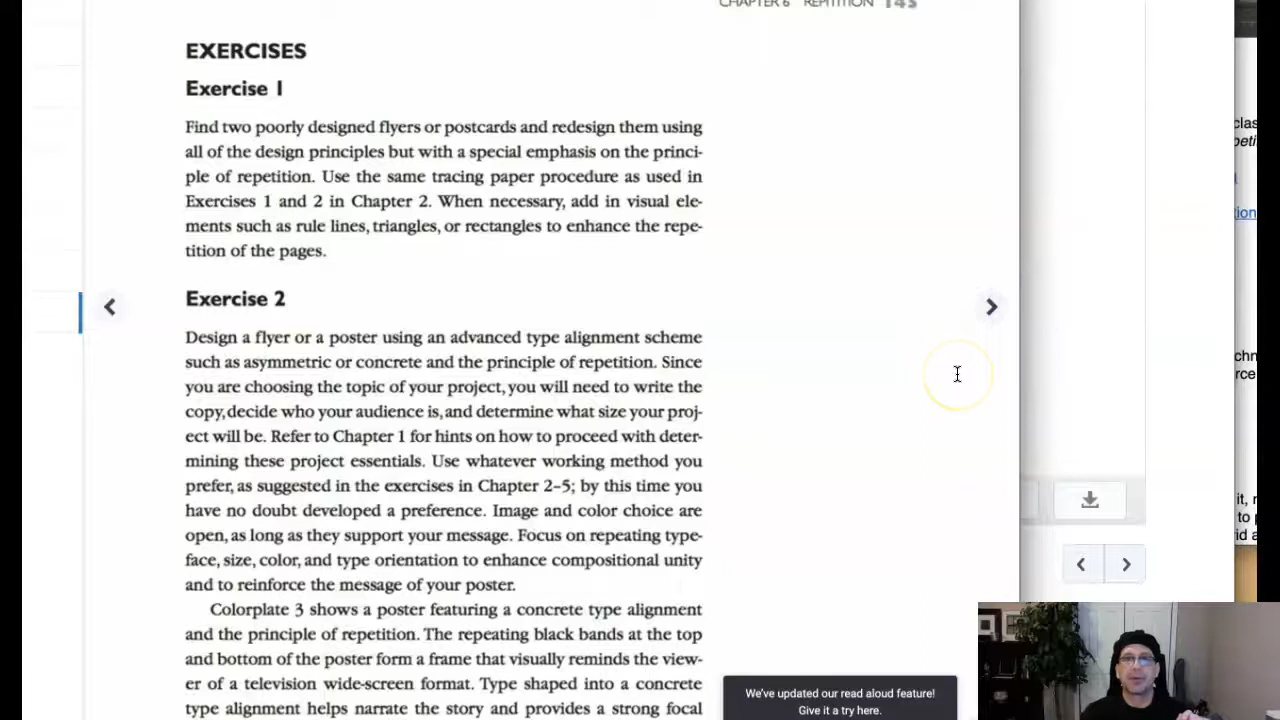 CHAPTER 6 REPETITION 143
EXERCISES
Exercise 1
Find two poorly designed flyers or postcards and redesign them using
all of the design principles but with a special emphasis on the princi-
ple of repetition. Use the same tracing paper procedure as used in
Exercises 1 and 2 in Chapter 2. When necessary, add in visual ele-
ments such as rule lines, triangles, or rectangles to enhance the repe-
tition of the pages.
Exercise 2
Design a flyer or a poster using an advanced type alignment scheme
such as asymmetric or concrete and the principle of repetition. Since
you are choosing the topic of your project, you will need to write the
copy, decide who your audience is, and determine what size your proj-
ect will be. Refer to Chapter 1 for hints on how to proceed with deter-
mining these project essentials. Use whatever working method you
prefer, as suggested in the exercises in Chapter 2–5; by this time you
have no doubt developed a preference. Image and color choice are
open, as long as they support your message. Focus on repeating type-
face, size, color, and type orientation to enhance compositional unity
and to reinforce the message of your poster.
Colorplate 3 shows a poster featuring a concrete type alignment
and the principle of repetition. The repeating black bands at the top
and bottom of the poster form a frame that visually reminds the view-
er of a television wide-screen format. Type shaped into a concrete
type alignment helps narrate the story and provides a strong focal
We've updated our read aloud feature!
Give it a try here.